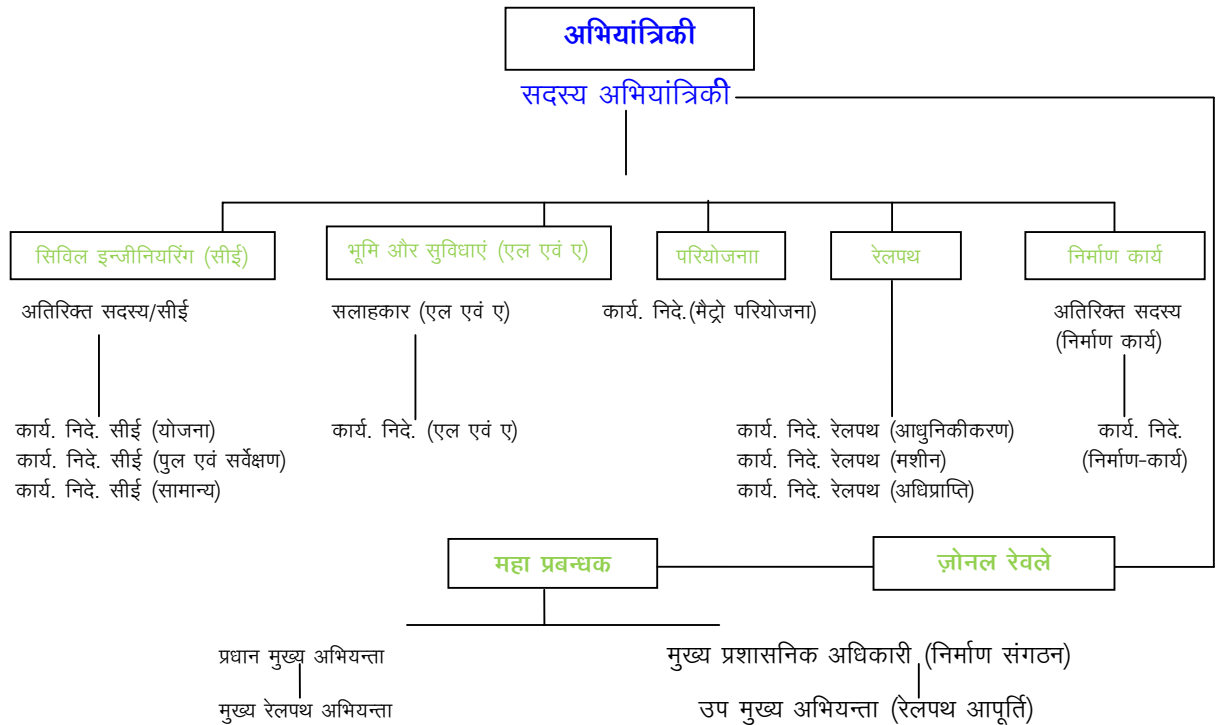 अभियांत्रिकी
सदस्य अभियांत्रिकी
सिविल इन्जीनियरिंग (सीई)
भूमि और सुविधाएं (एल एवं ए)
परियोजनाा
रेलपथ
निर्माण कार्य
अतिरिक्त सदस्य/सीई
सलाहकार (एल एवं ए)
कार्य. निदे.(मैट्रो परियोजना)
अतिरिक्त सदस्य
(निर्माण कार्य)
कार्य. निदे. सीई (योजना)
कार्य. निदे. सीई (पुल एवं सर्वेक्षण)
कार्य. निदे. सीई (सामान्य)
कार्य. निदे. (एल एवं ए)
कार्य. निदे. रेलपथ (आधुनिकीकरण)
कार्य. निदे. रेलपथ (मशीन)
कार्य. निदे. रेलपथ (अधिप्राप्ति)
कार्य. निदे.
(निर्माण-कार्य)
महा प्रबन्धक
ज़ोनल रेवले
प्रधान मुख्य अभियन्ता
मुख्य प्रशासनिक अधिकारी (निर्माण संगठन)
मुख्य रेलपथ अभियन्ता
उप मुख्य अभियन्ता (रेलपथ आपूर्ति)